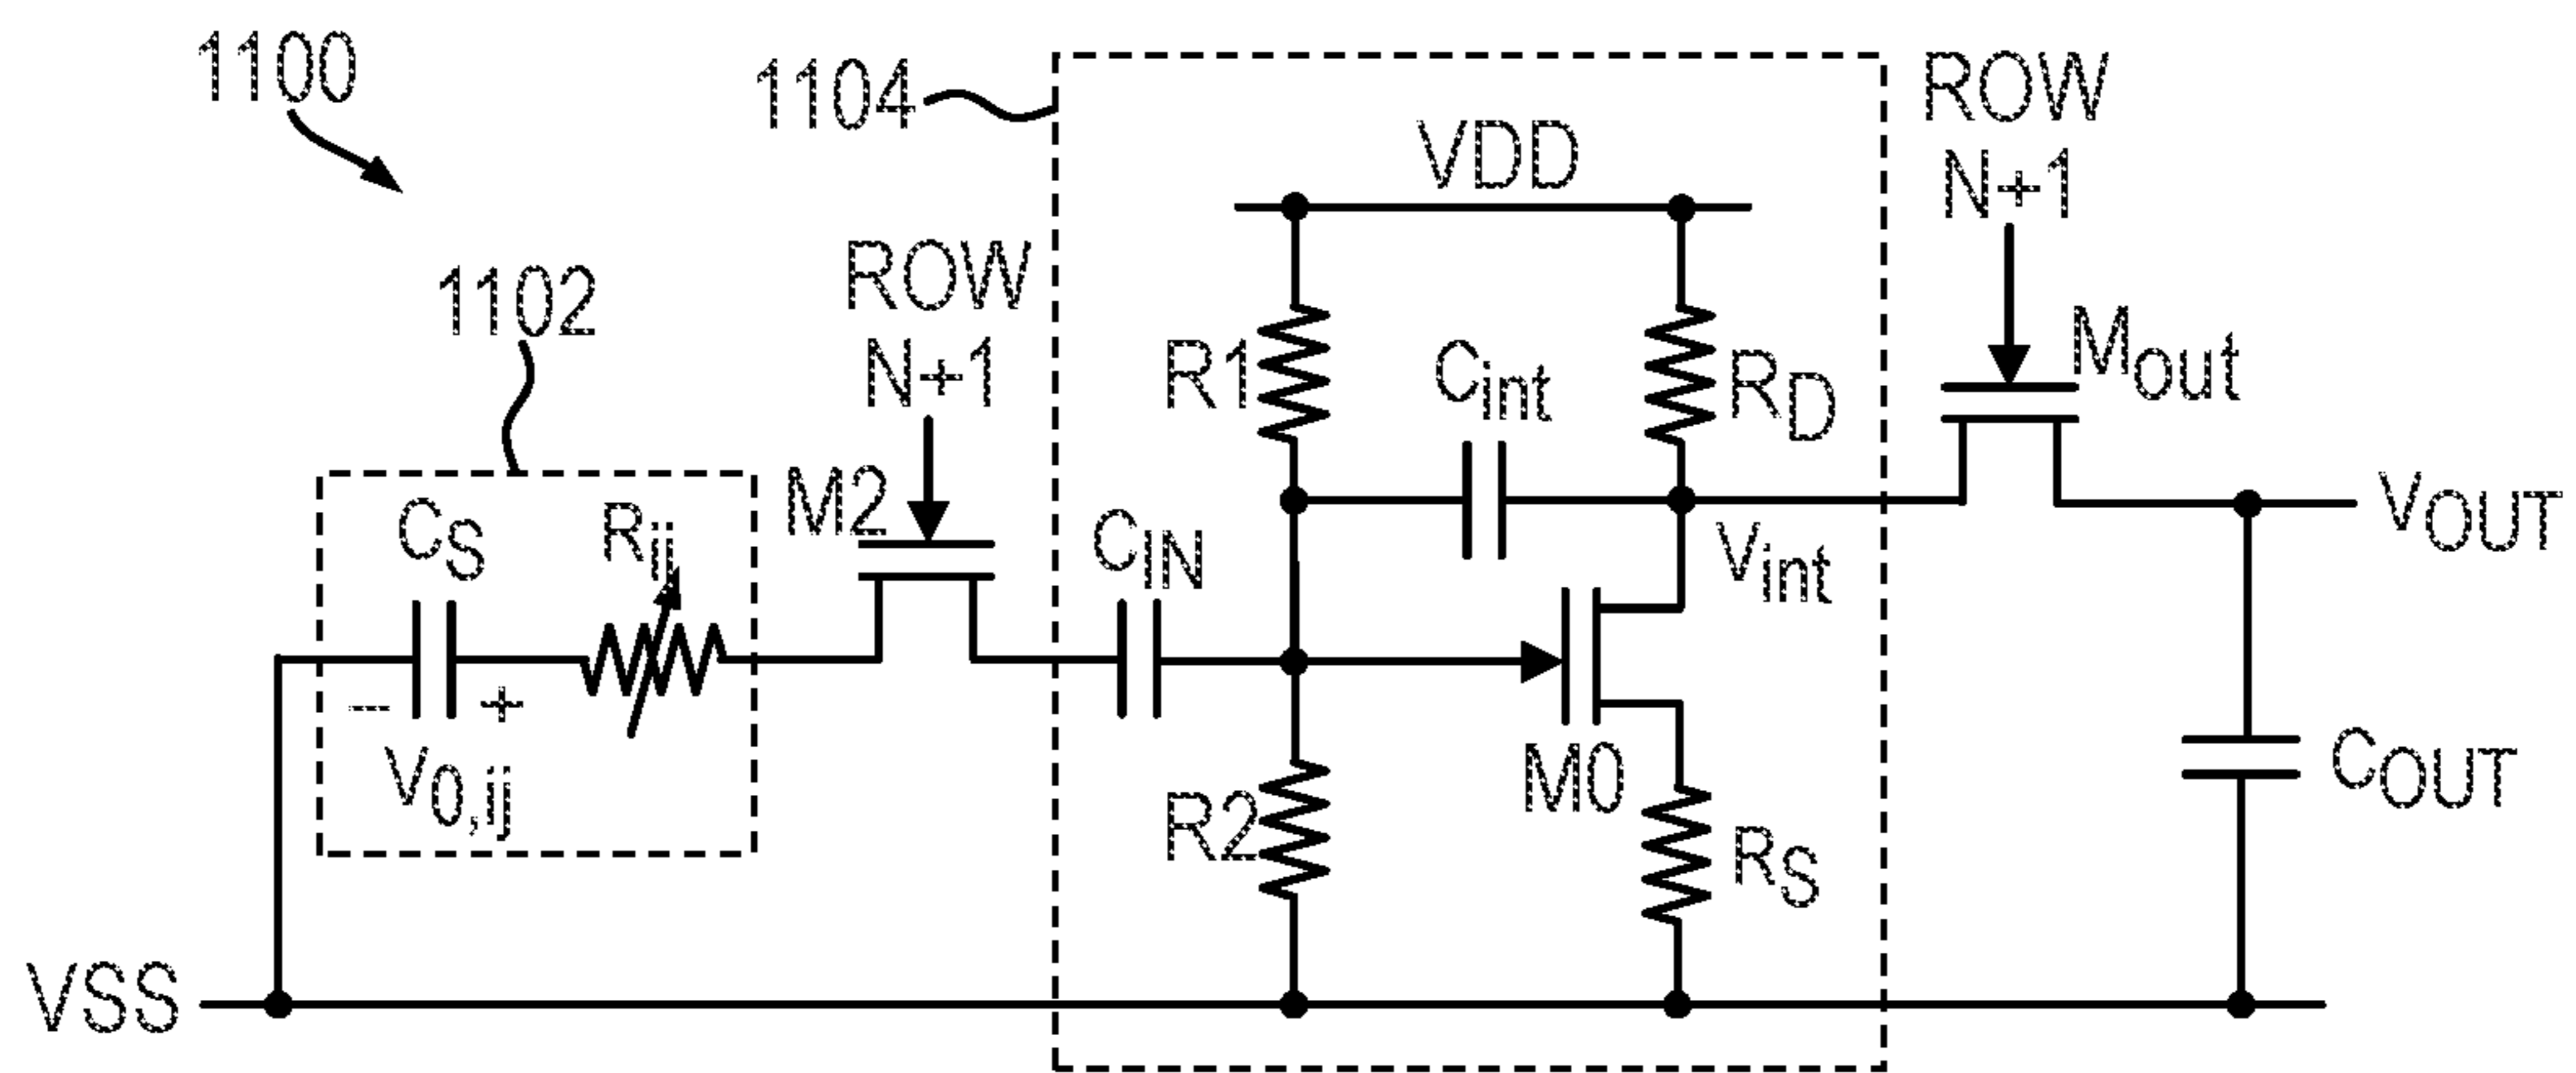 1100
1104
ROW
N+1
VDD
1102
ROW
N+1
R1
Cint
RD
Mout
CS
Rij
M2
CIN
Vint
VOUT
− +
V0,ij
R2
M0
RS
COUT
VSS